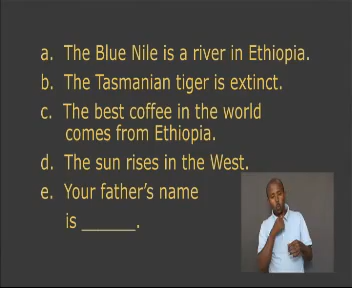 a. The Blue Nile is a river in Ethiopia.
b. The Tasmanian tiger is extinct.
c. The best coffee in the world
comes from Ethiopia.
d. The sun rises in the West.
e. Your father's name
is ______.